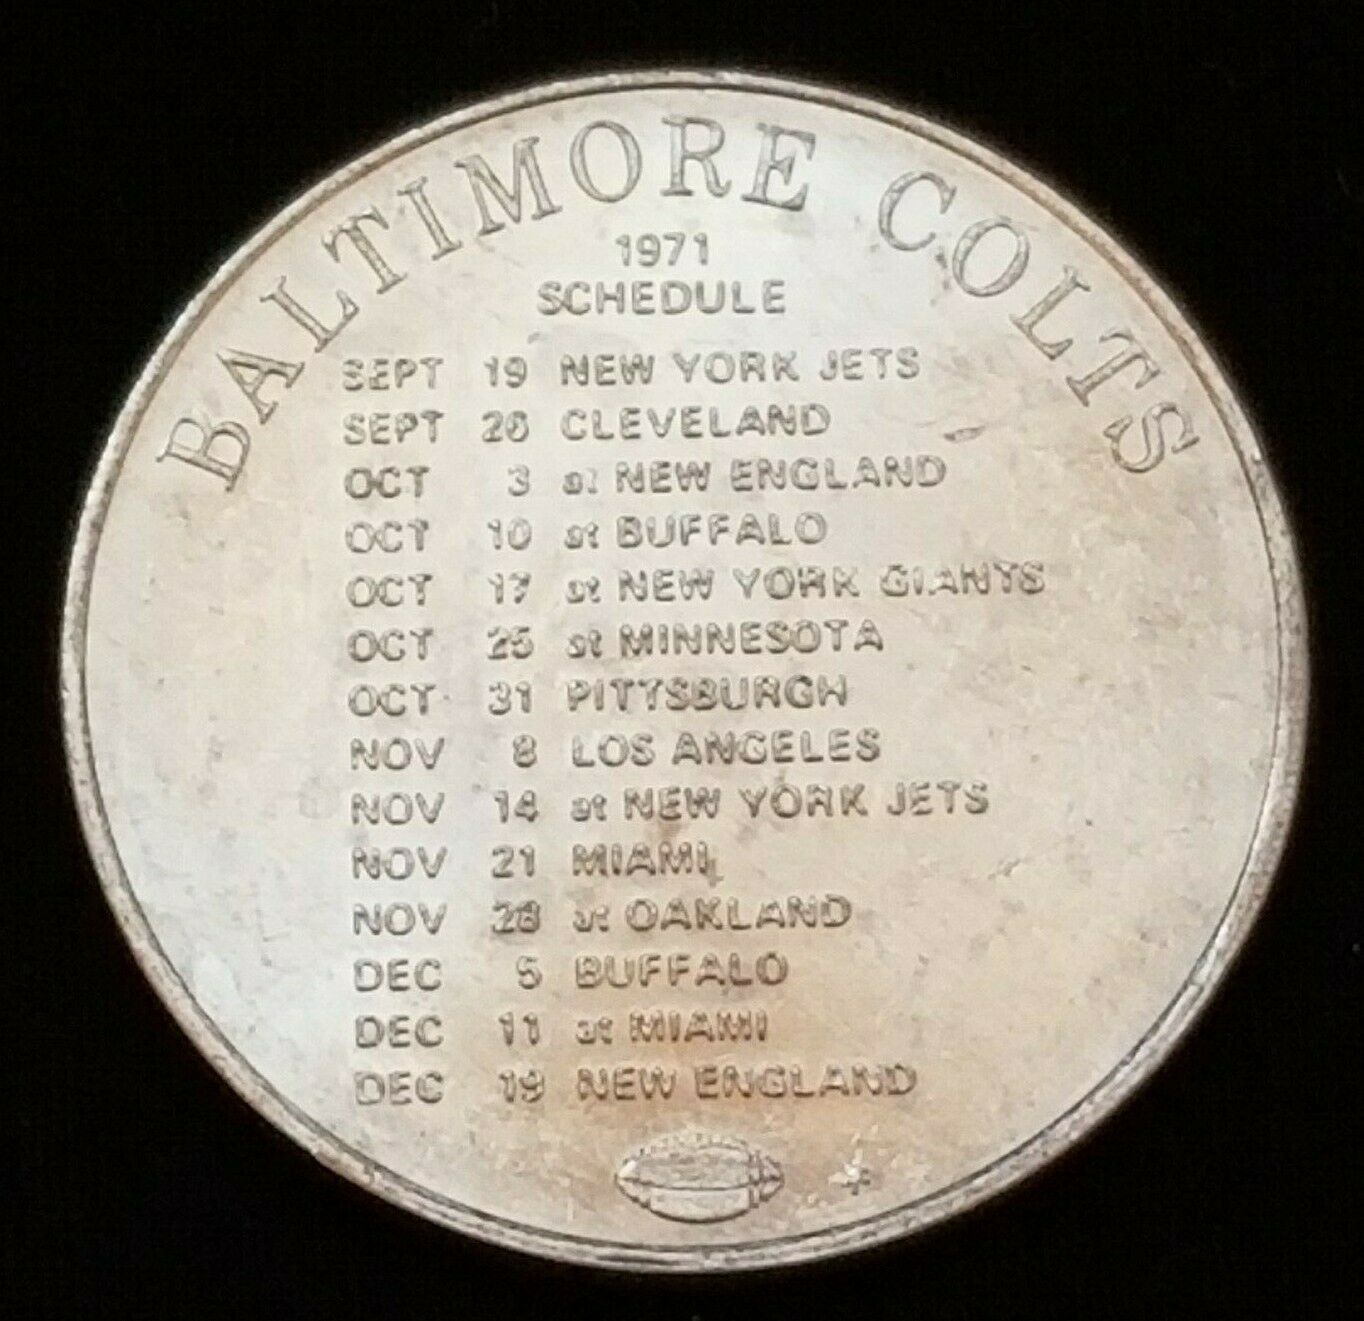 BALTIMORE COLTS
1971
SCHEDULE
SEPT 19 NEW YORK JETS
SEPT 26 CLEVELAND
OCT 3 at NEW ENGLAND
OCT 10 at BUFFALO
OCT 17 at NEW YORK GIANTS
OCT 25 at MINNESOTA
OCT 31 PITTSBURGH
NOV 8 LOS ANGELES
NOV 14 at NEW YORK JETS
NOV 21 MIAMI
NOV 28 at OAKLAND
DEC 5 BUFFALO
DEC 11 at MIAMI
DEC 19 NEW ENGLAND